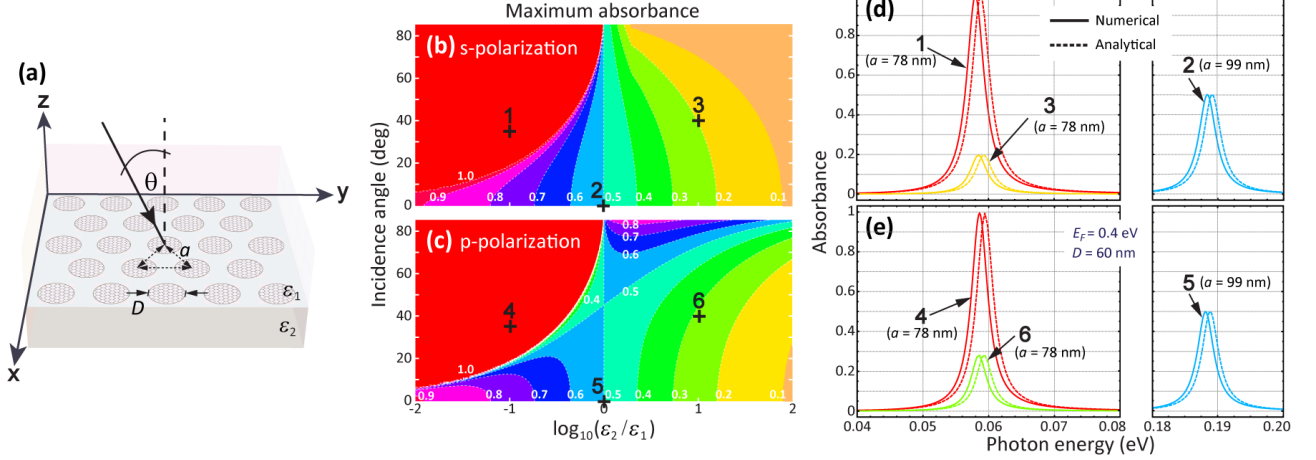 (a)
z
θ
y
a
D
ε1
ε2
x
Maximum absorbance
(b) s-polarization
Incidence angle (deg)
80
60
40
20
0
1
2
3
1.0
0.9
0.8
0.7
0.6
0.5
0.4
0.3
0.2
0.1
(c) p-polarization
80
60
40
20
0
4
5
6
0.8
0.7
0.6
0.5
0.4
1.0
0.9
0.8
0.7
0.6
0.5
0.4
0.3
0.2
0.1
-2
-1
0
1
2
log10(ε2/ε1)
(d)
Numerical
Analytical
Absorbance
0.8
0.6
0.4
0.2
0
1
(a = 78 nm)
3
(a = 78 nm)
2 (a = 99 nm)
(e)
EF = 0.4 eV
D = 60 nm
1
0.8
0.6
0.4
0.2
0
4
(a = 78 nm)
6
(a = 78 nm)
5 (a = 99 nm)
0.04
0.05
0.06
0.07
0.08
0.18
0.19
0.20
Photon energy (eV)